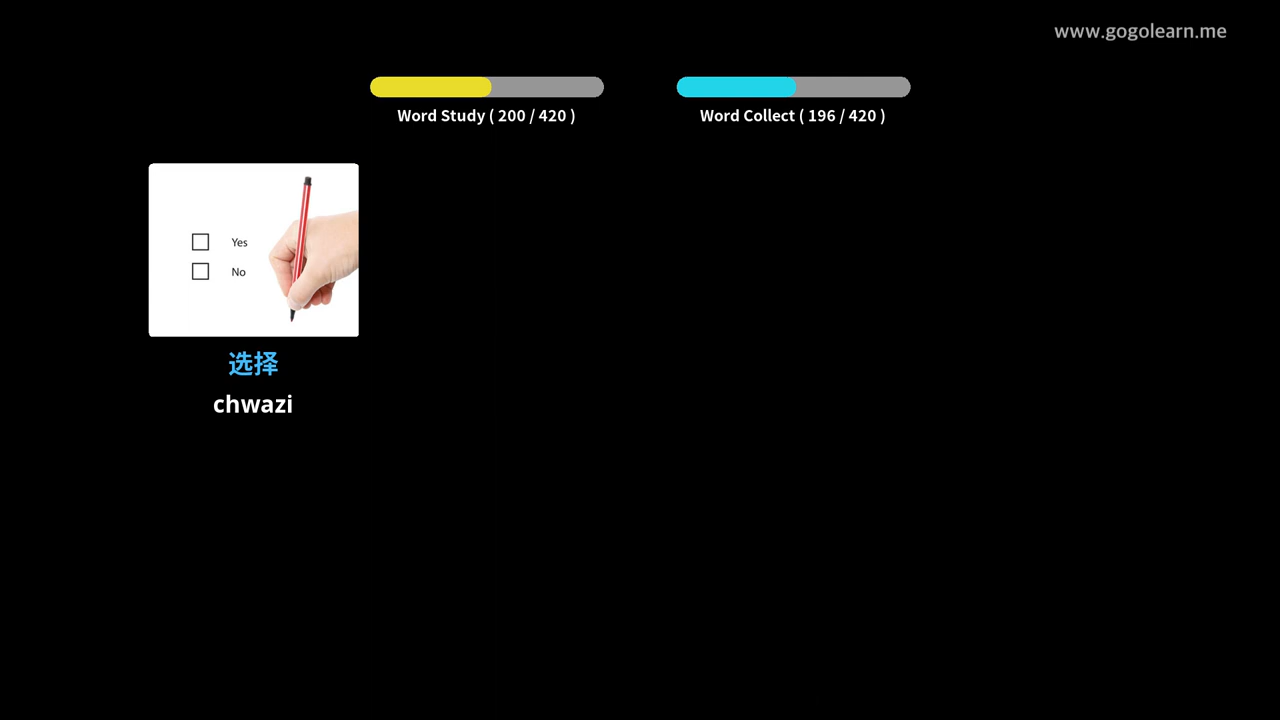 www.gogolearn.me
Word Study ( 200 / 420 )
Word Collect ( 196 / 420 )
Yes
No
选择
chwazi